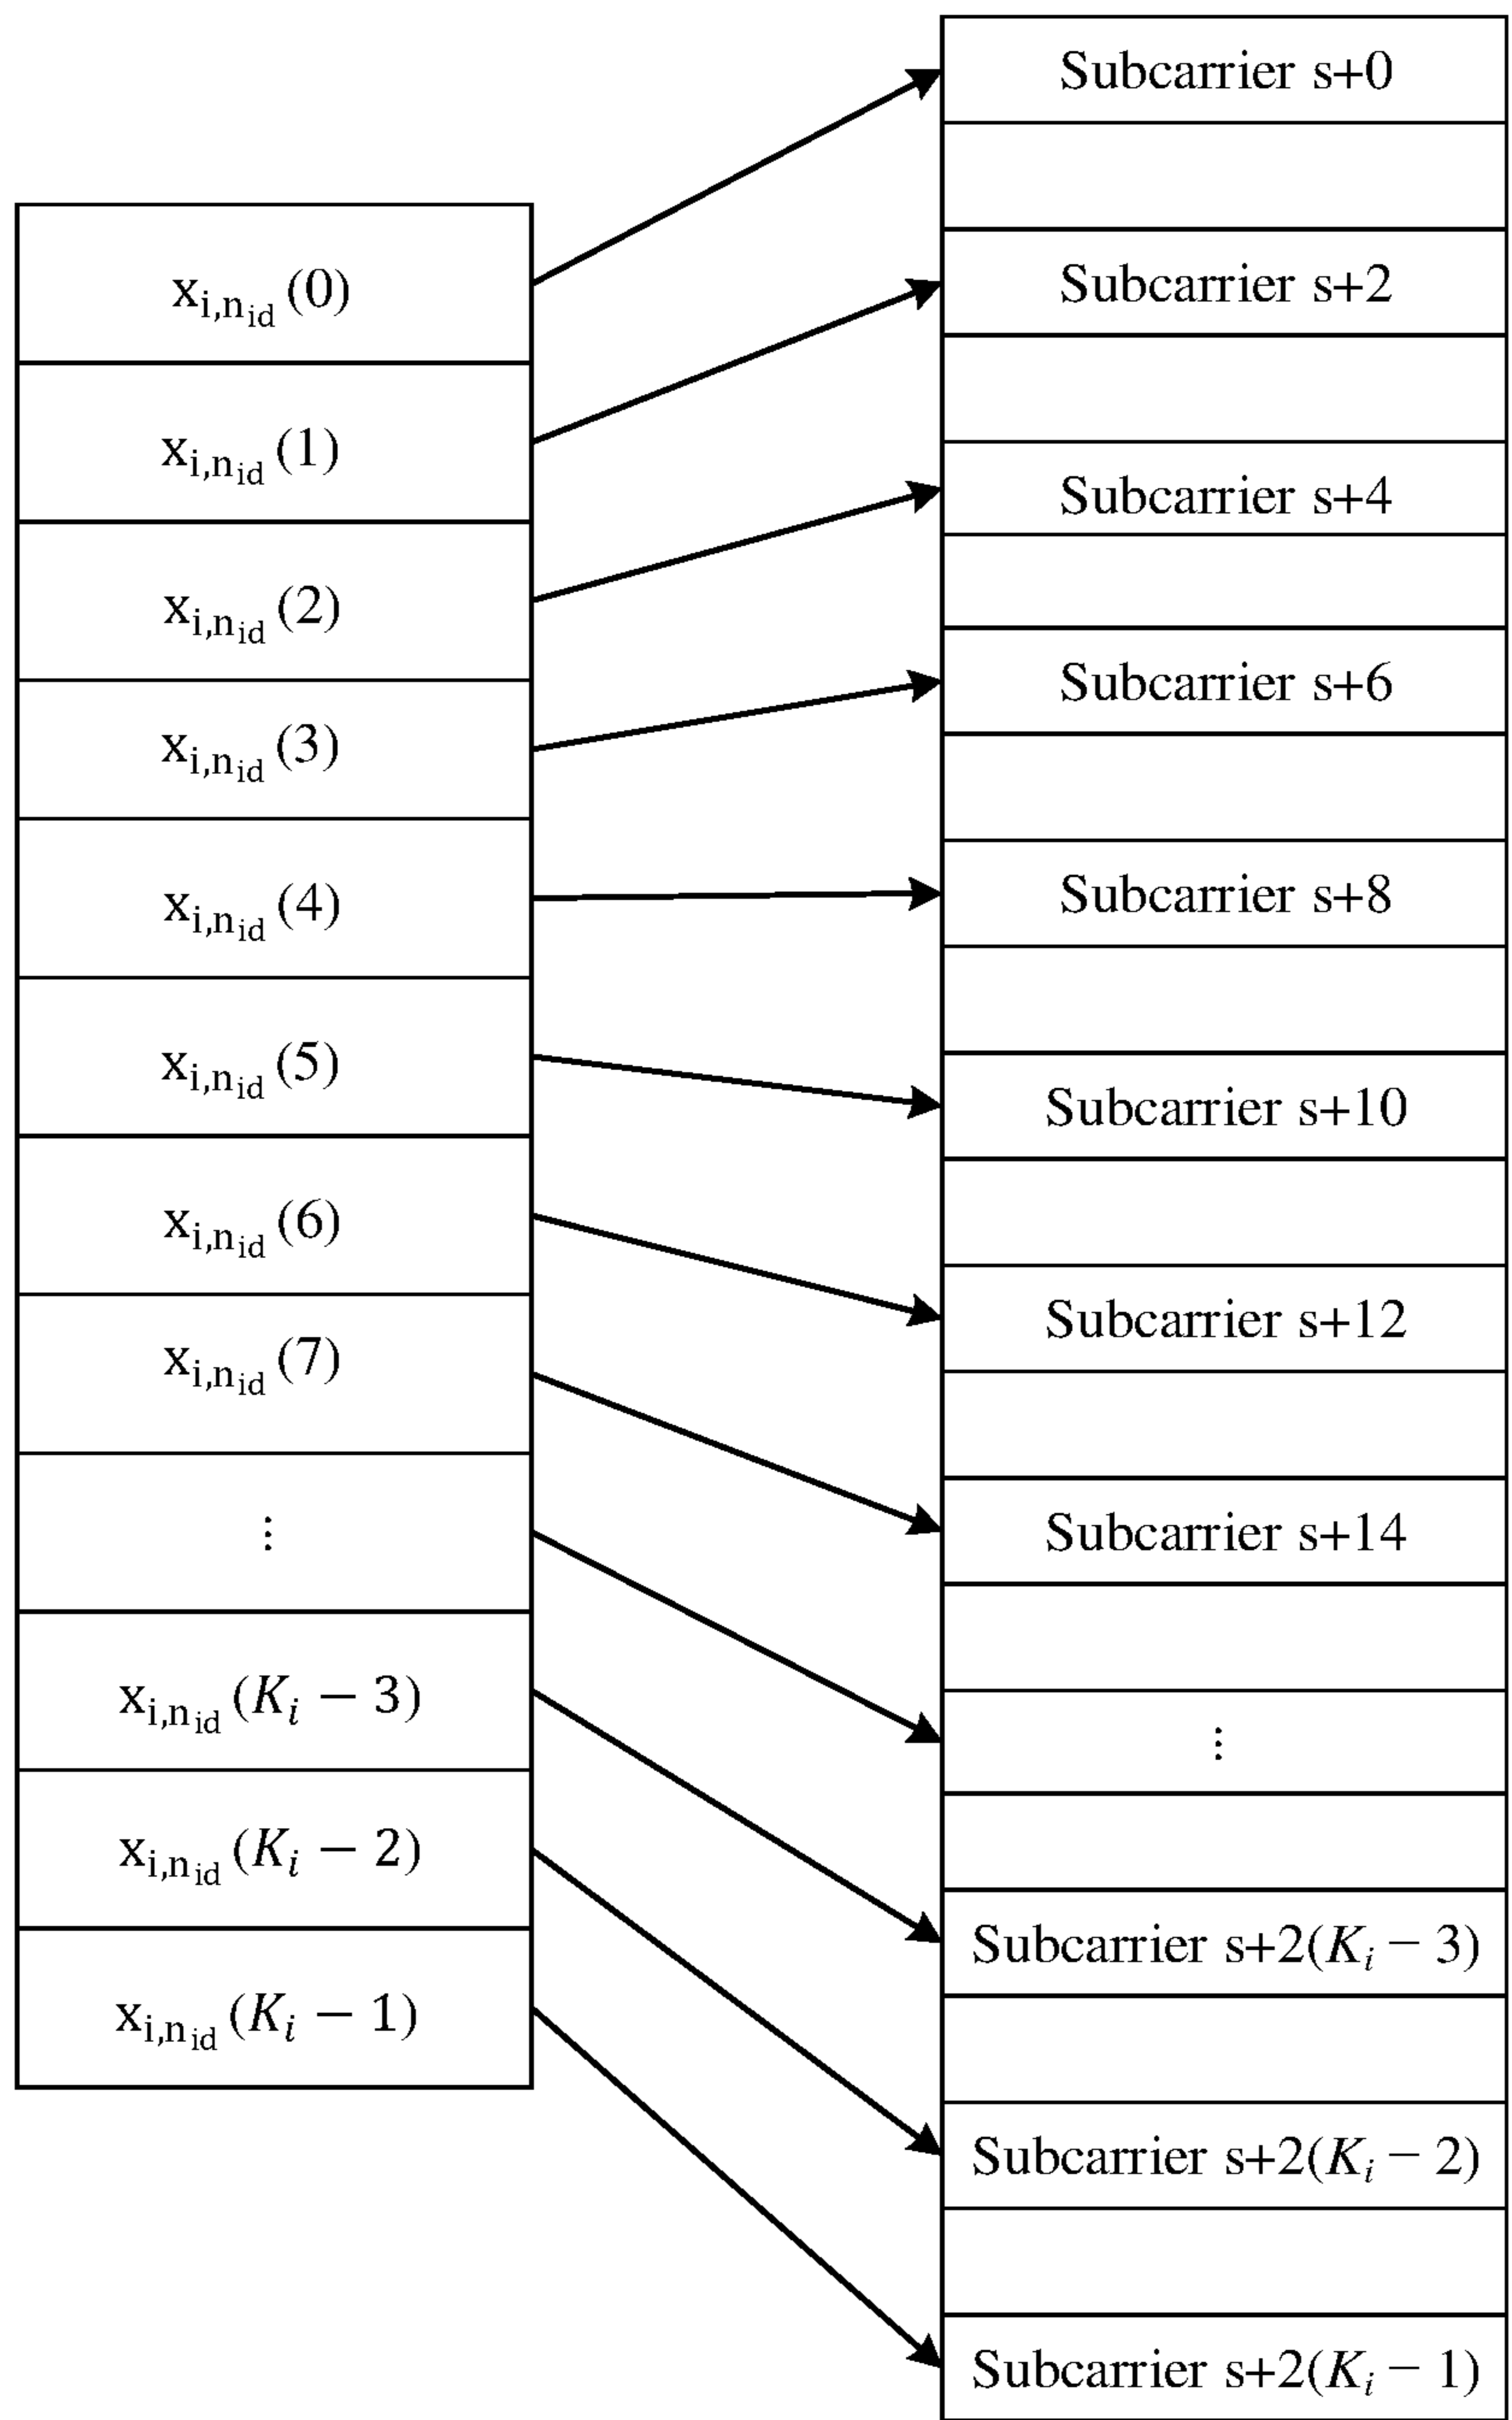 x_{i,n_{id}}(0)
x_{i,n_{id}}(1)
x_{i,n_{id}}(2)
x_{i,n_{id}}(3)
x_{i,n_{id}}(4)
x_{i,n_{id}}(5)
x_{i,n_{id}}(6)
x_{i,n_{id}}(7)
⋮
x_{i,n_{id}}(K_i − 3)
x_{i,n_{id}}(K_i − 2)
x_{i,n_{id}}(K_i − 1)
Subcarrier s+0
Subcarrier s+2
Subcarrier s+4
Subcarrier s+6
Subcarrier s+8
Subcarrier s+10
Subcarrier s+12
Subcarrier s+14
⋮
Subcarrier s+2(K_i − 3)
Subcarrier s+2(K_i − 2)
Subcarrier s+2(K_i − 1)